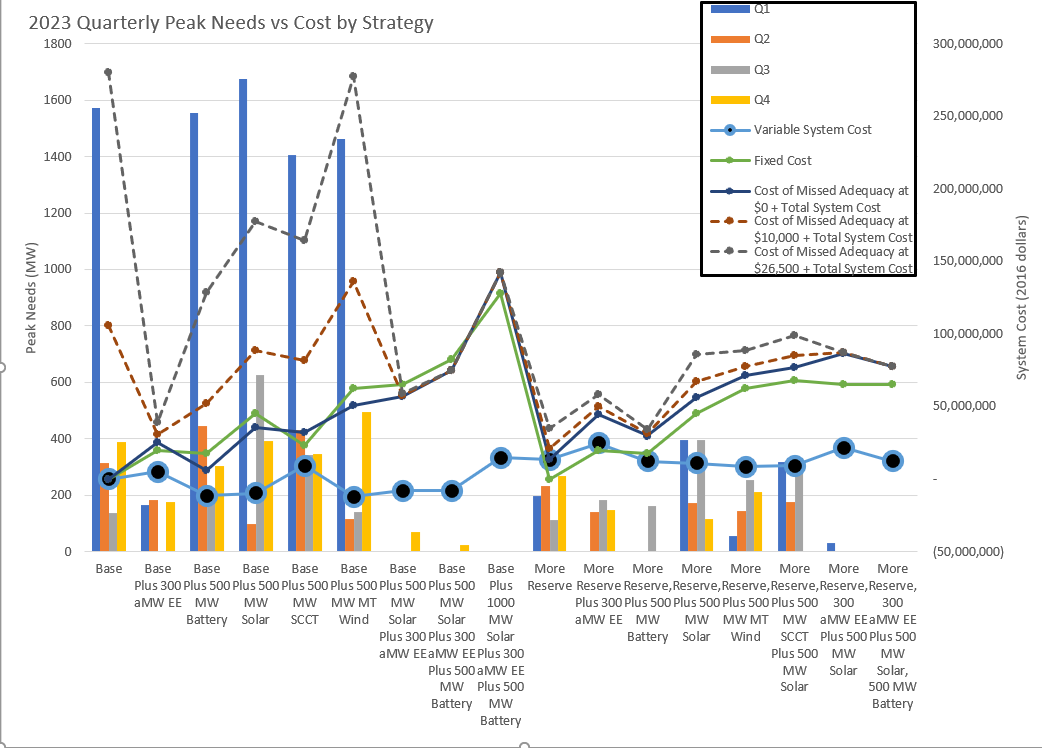 2023 Quarterly Peak Needs vs Cost by Strategy
Q1
Q2
Q3
Q4
Variable System Cost
Fixed Cost
Cost of Missed Adequacy at
$0 + Total System Cost
Cost of Missed Adequacy at
$10,000 + Total System Cost
Cost of Missed Adequacy at
$26,500 + Total System Cost
Peak Needs (MW)
1800
1600
1400
1200
1000
800
600
400
200
0
System Cost (2016 dollars)
300,000,000
250,000,000
200,000,000
150,000,000
100,000,000
50,000,000
-
(50,000,000)
Base
Base
Plus 300
aMW EE
Base
Plus 500
MW
Battery
Base
Plus 500
MW
Solar
Base
Plus 500
MW
SCCT
Base
Plus 500
MW MT
Wind
Base
Plus 500
MW
Solar
Plus 300
aMW EE
Base
Plus 500
MW
Solar
Plus 300
aMW EE
Plus 500
MW
Battery
Base
Plus
1000
MW
Solar
Plus 300
aMW EE
Plus 500
MW
Battery
More
Reserve
More
Reserve,
Plus 300
aMW EE
More
Reserve,
Plus 500
MW
Battery
More
Reserve,
Plus 500
MW
Solar
More
Reserve,
Plus 500
MW MT
Wind
More
Reserve,
Plus 500
MW
SCCT
Plus 500
MW
Solar
More
Reserve,
300
aMW EE
Plus 500
MW
Solar
More
Reserve,
300
aMW EE
Plus 500
MW
Solar,
500 MW
Battery